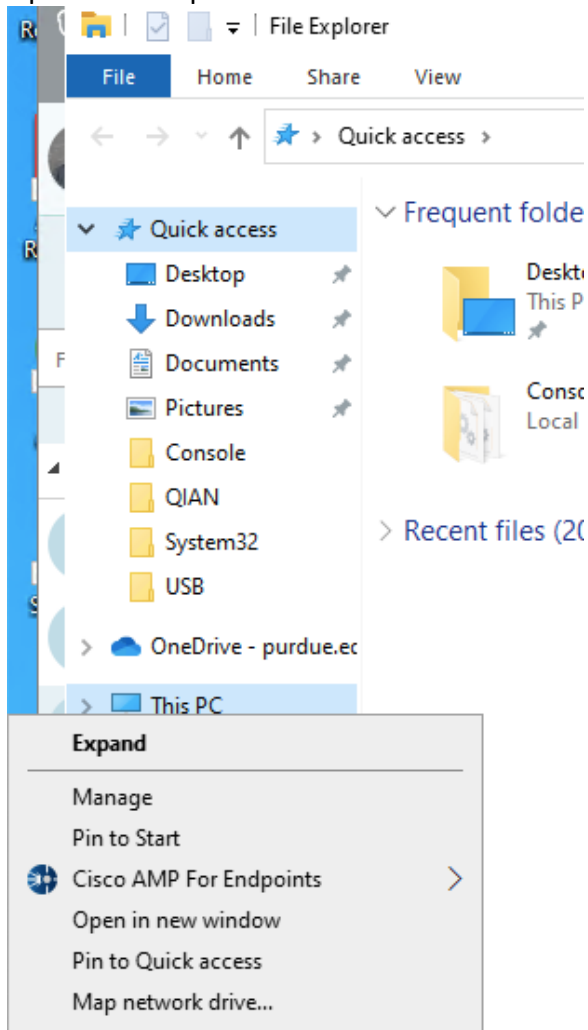 File Explorer
File Home Share View
Quick access
Quick access
Desktop
Downloads
Documents
Pictures
Console
QIAN
System32
USB
OneDrive - purdue.ec
This PC
Frequent folde
Deskto
This P
Conso
Local
Recent files (20
Expand
Manage
Pin to Start
Cisco AMP For Endpoints
Open in new window
Pin to Quick access
Map network drive...